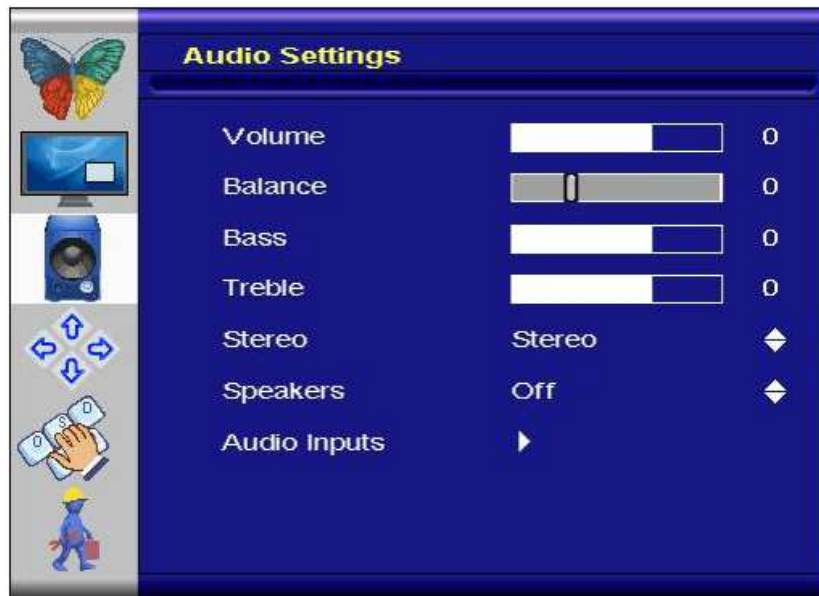 Audio Settings
Volume 0
Balance 0
Bass 0
Treble 0
Stereo Stereo
Speakers Off
Audio Inputs
O S D